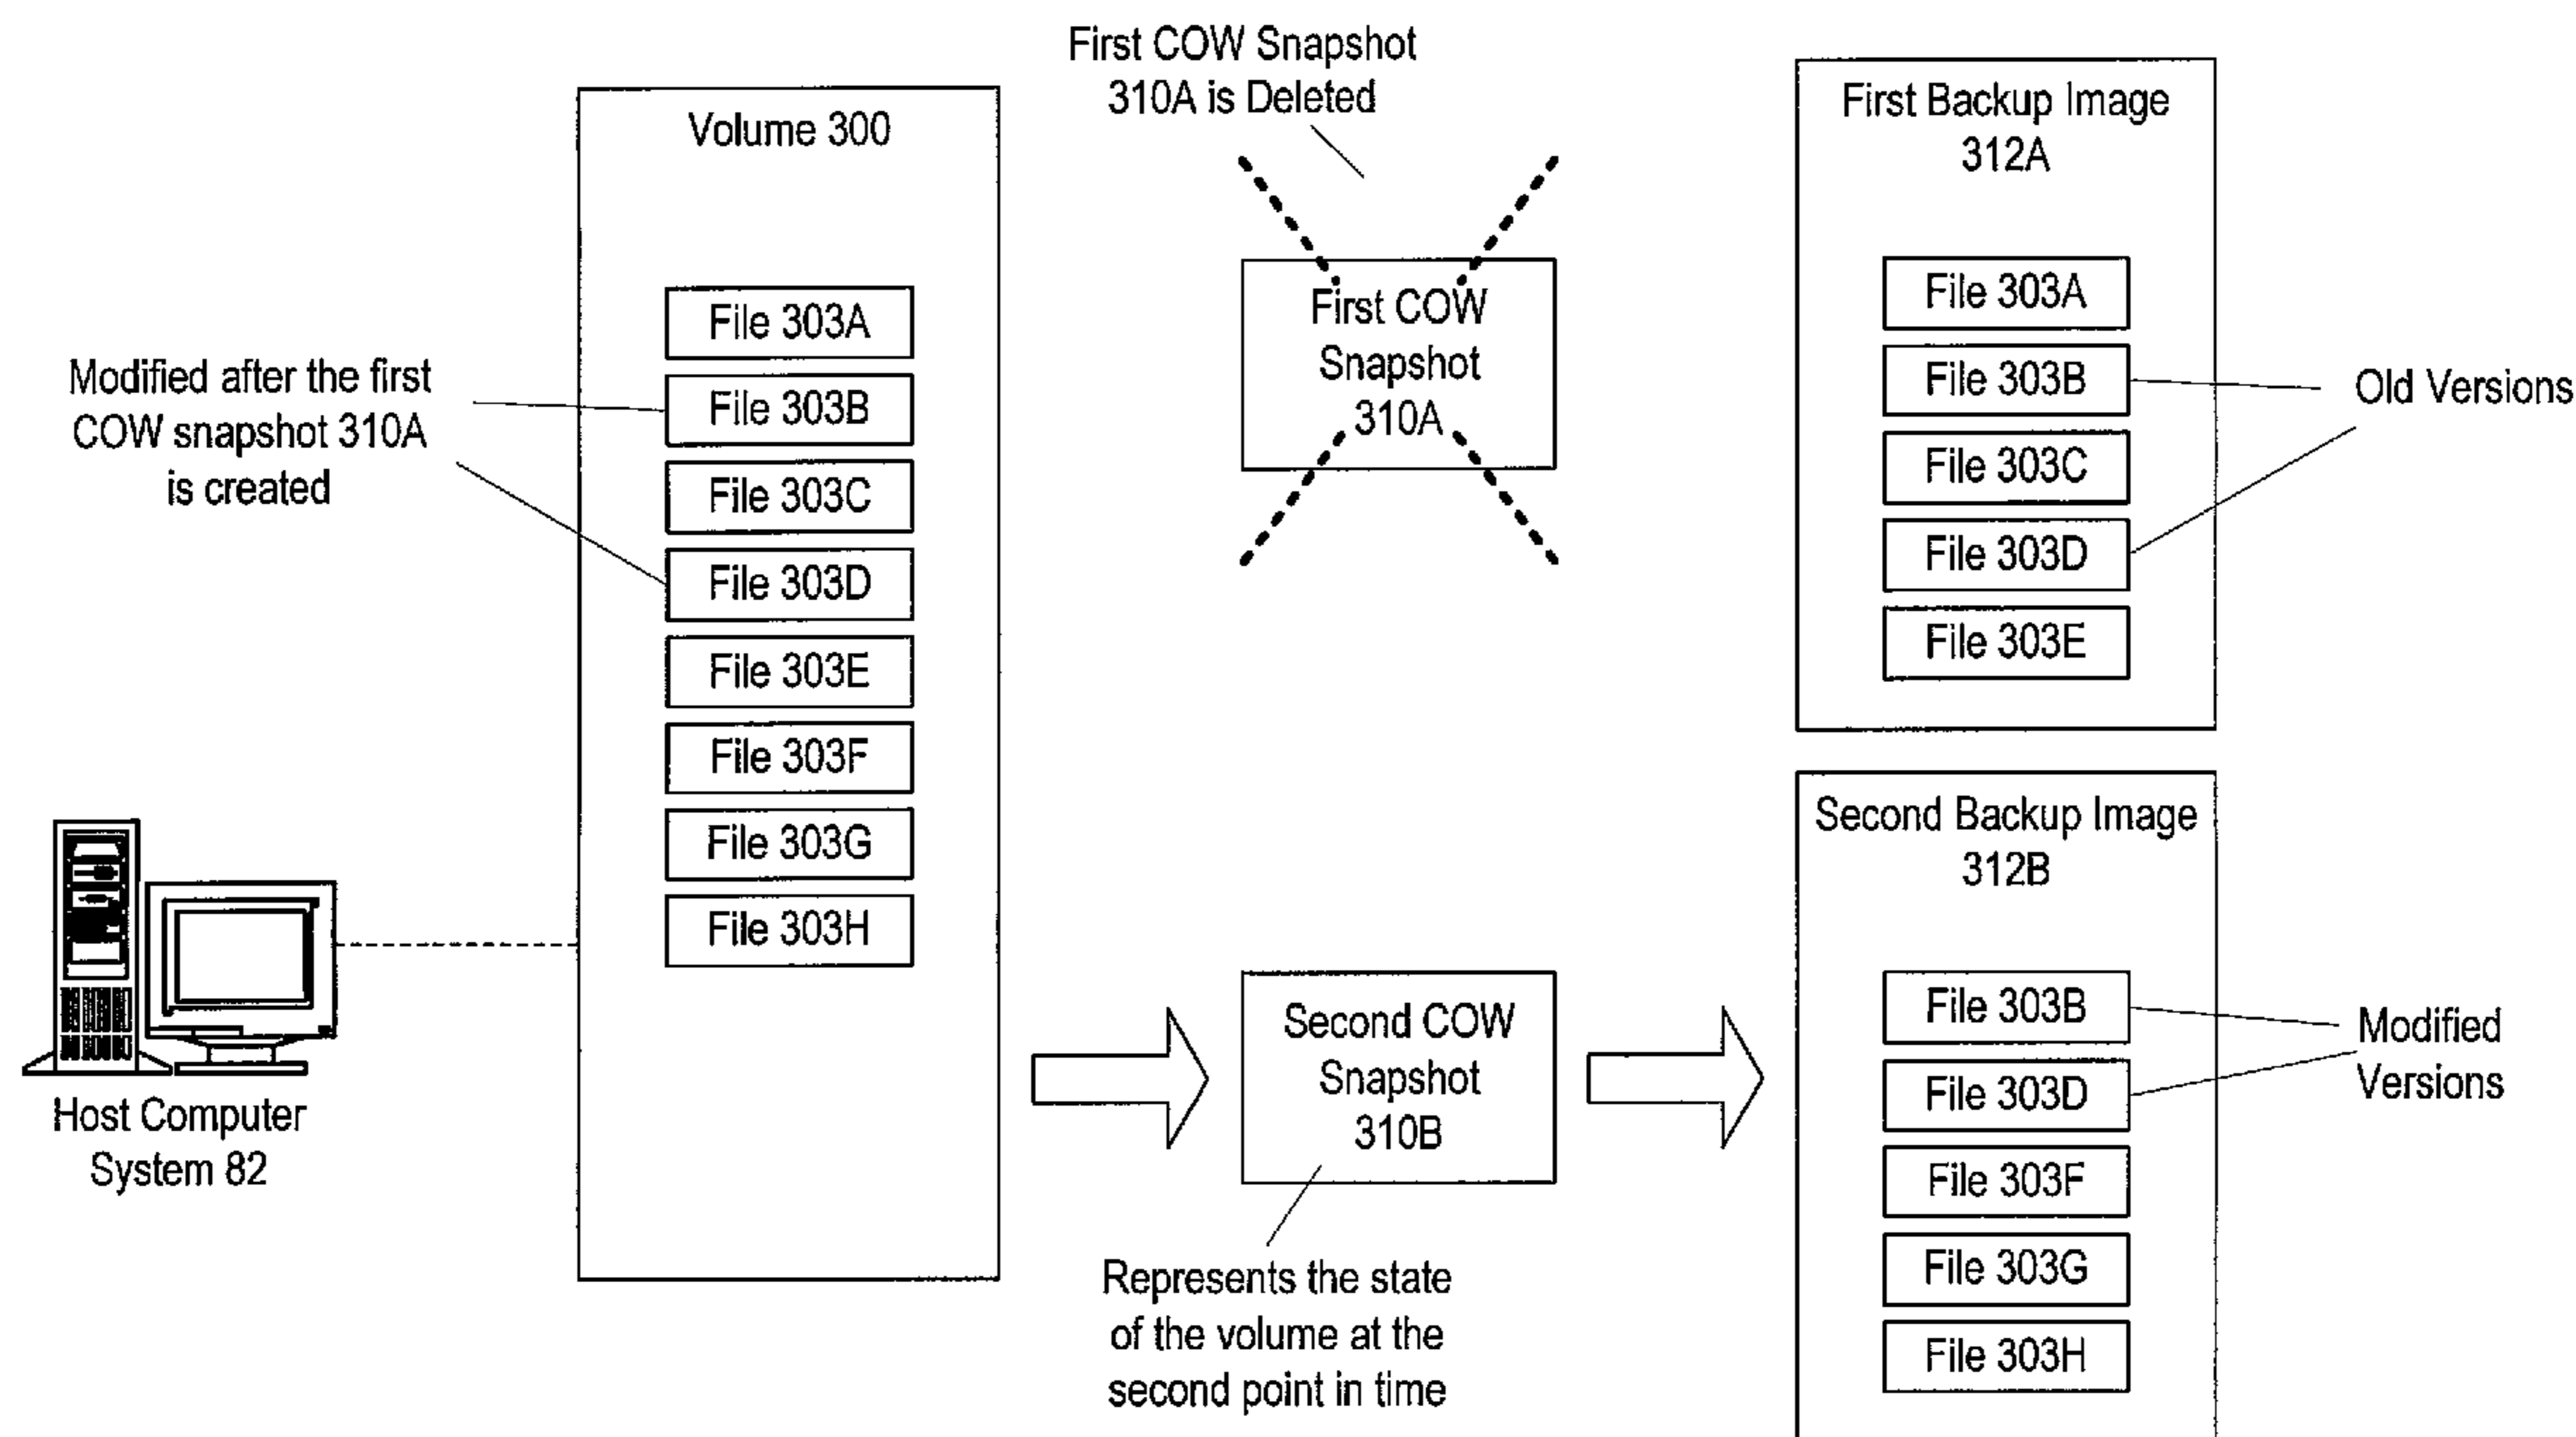 First COW Snapshot
310A is Deleted
Volume 300
First Backup Image
312A
File 303A
File 303B
File 303C
File 303D
File 303E
File 303F
File 303G
File 303H
Modified after the first
COW snapshot 310A
is created
First COW
Snapshot
310A
File 303A
File 303B
File 303C
File 303D
File 303E
Old Versions
Host Computer
System 82
Second COW
Snapshot
310B
Represents the state
of the volume at the
second point in time
Second Backup Image
312B
File 303B
File 303D
File 303F
File 303G
File 303H
Modified
Versions